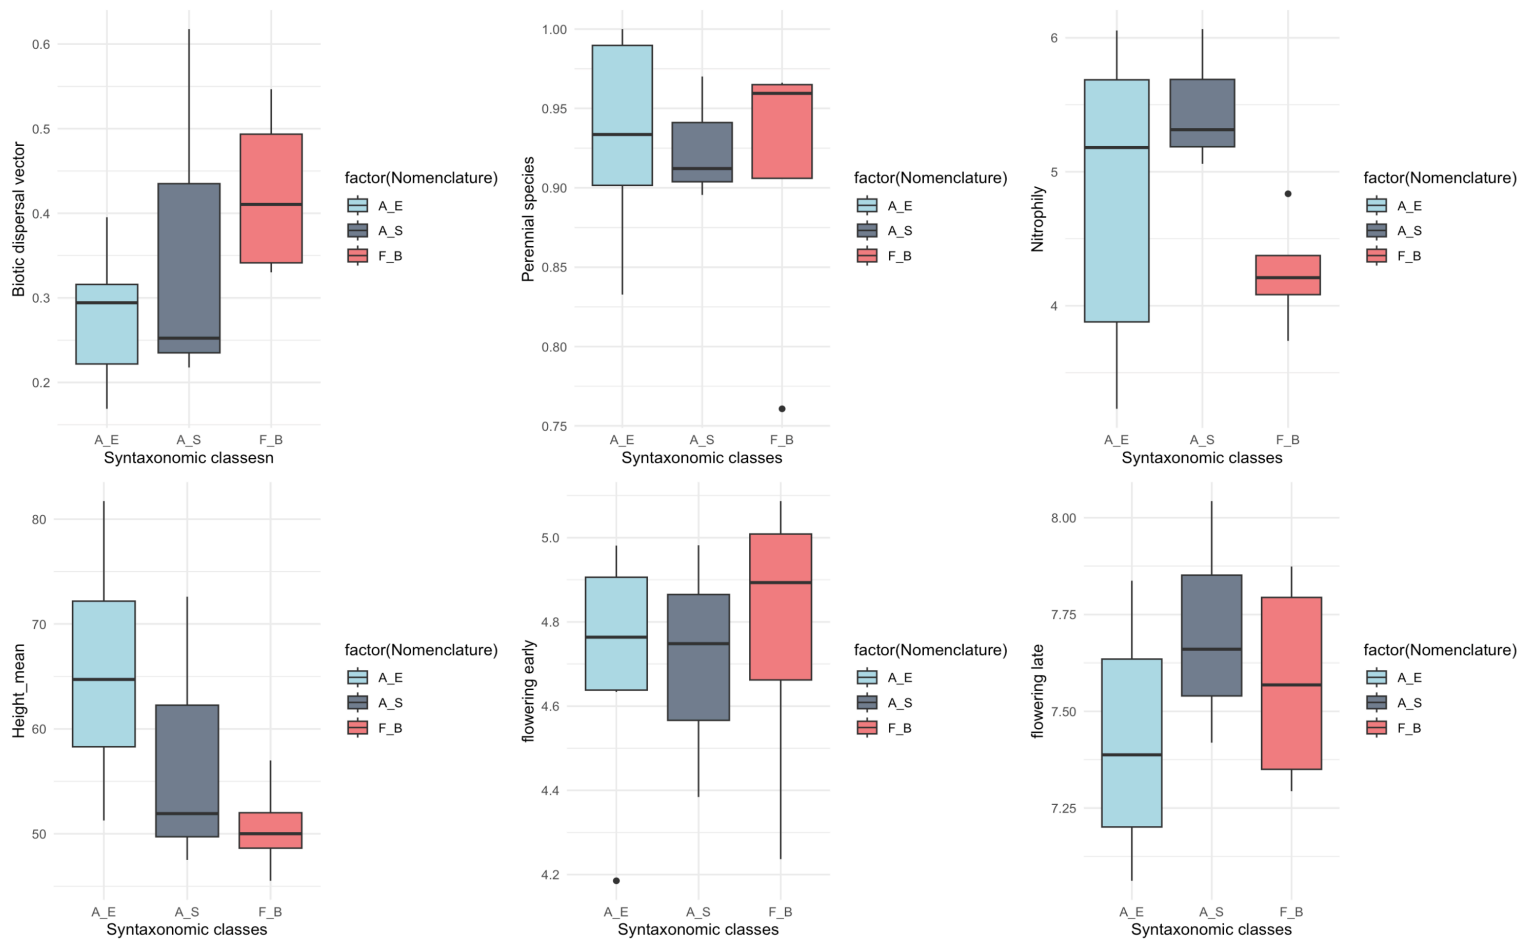 Biotic dispersal vector
0.6
0.5
0.4
0.3
0.2
A_E A_S F_B
Syntaxonomic classesn
factor(Nomenclature)
A_E
A_S
F_B
Perennial species
1.00
0.95
0.90
0.85
0.80
0.75
A_E A_S F_B
Syntaxonomic classes
factor(Nomenclature)
A_E
A_S
F_B
Nitrophily
6
5
4
A_E A_S F_B
Syntaxonomic classes
factor(Nomenclature)
A_E
A_S
F_B
Height_mean
80
70
60
50
A_E A_S F_B
Syntaxonomic classes
factor(Nomenclature)
A_E
A_S
F_B
flowering early
5.0
4.8
4.6
4.4
4.2
A_E A_S F_B
Syntaxonomic classes
factor(Nomenclature)
A_E
A_S
F_B
flowering late
8.00
7.75
7.50
7.25
A_E A_S F_B
Syntaxonomic classes
factor(Nomenclature)
A_E
A_S
F_B